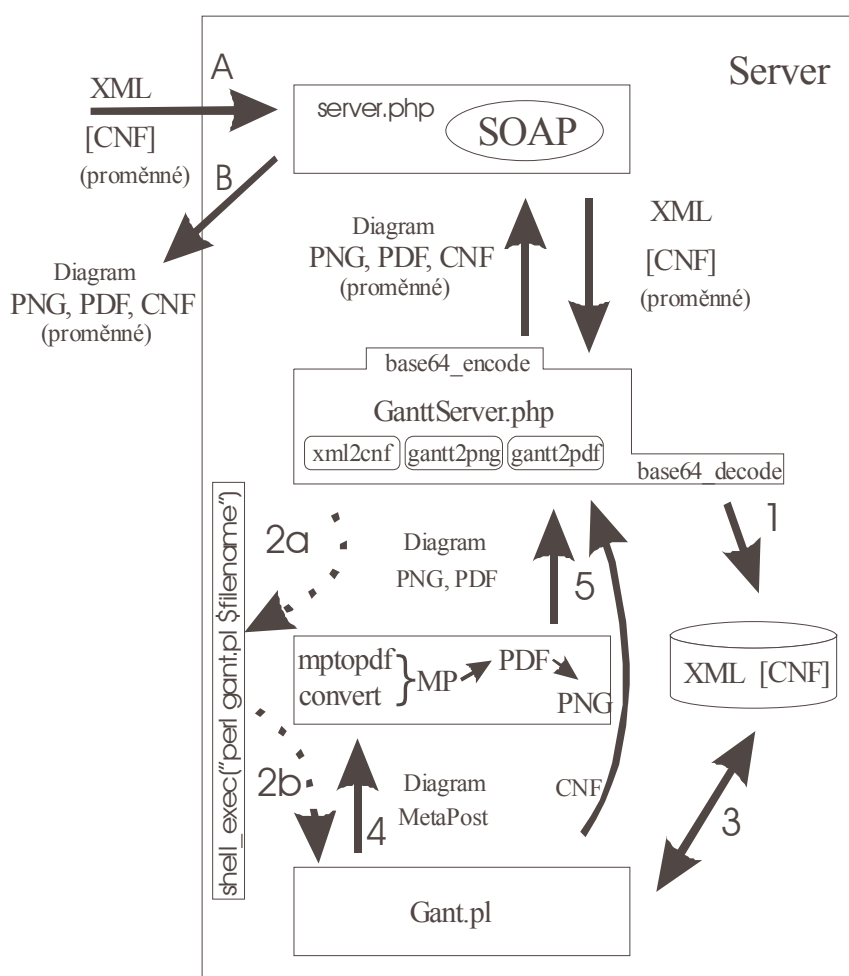 Server
A
XML
[CNF]
(proměnné)
server.php
SOAP
B
Diagram
PNG, PDF, CNF
(proměnné)
Diagram
PNG, PDF, CNF
(proměnné)
XML
[CNF]
(proměnné)
base64_encode
GanttServer.php
xml2cnf
gantt2png
gantt2pdf
base64_decode
1
shell_exec("perl gant.pl $filename")
2a
Diagram
PNG, PDF
5
mptopdf
convert
} MP
PDF
PNG
XML [CNF]
2b
4
Diagram
MetaPost
CNF
3
Gant.pl